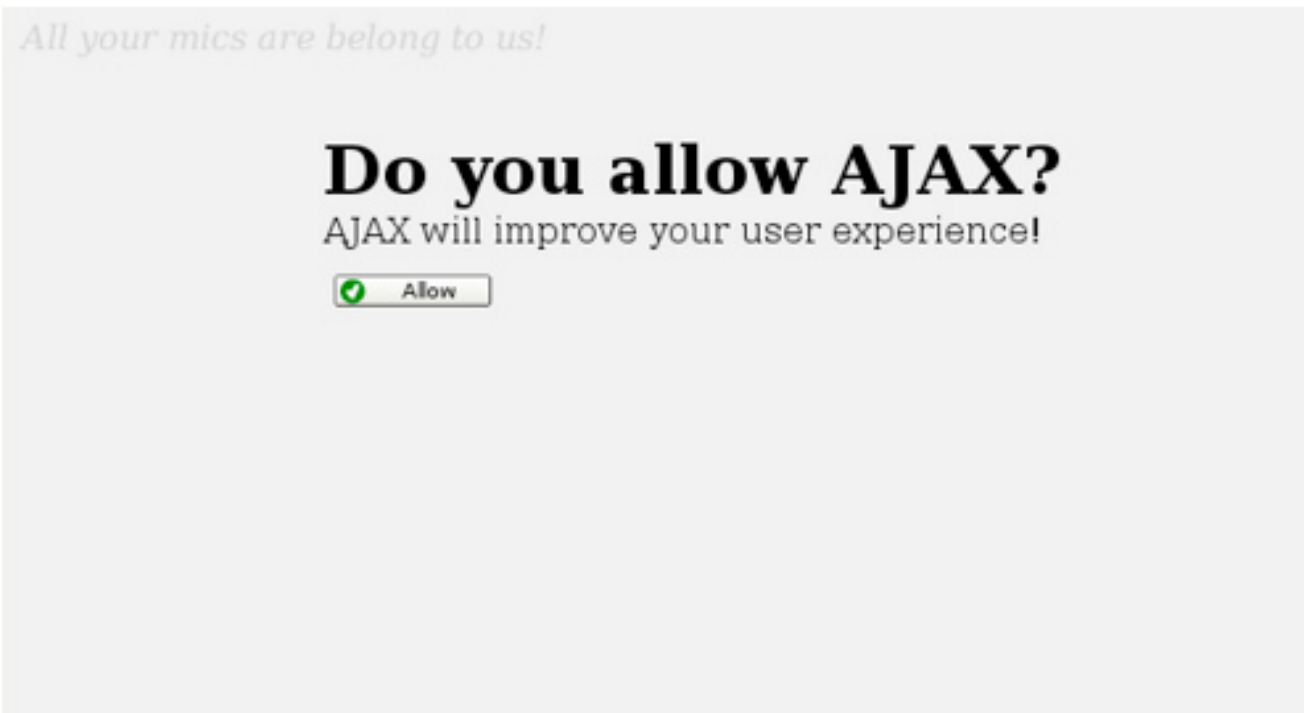 All your mics are belong to us!
Do you allow AJAX?
AJAX will improve your user experience!
Allow